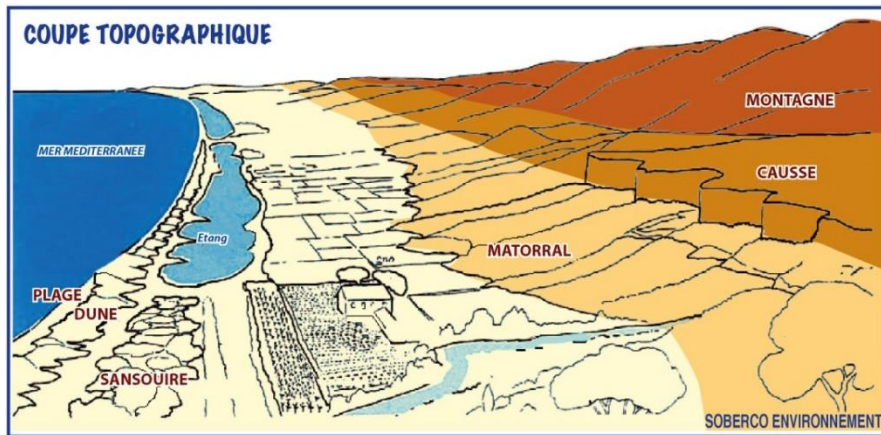 COUPE TOPOGRAPHIQUE
MONTAGNE
MER MEDITERRANEE
CAUSSE
Etang
MATORRAL
PLAGE
DUNE
SANSOUIRE
SOBERCO ENVIRONNEMENT